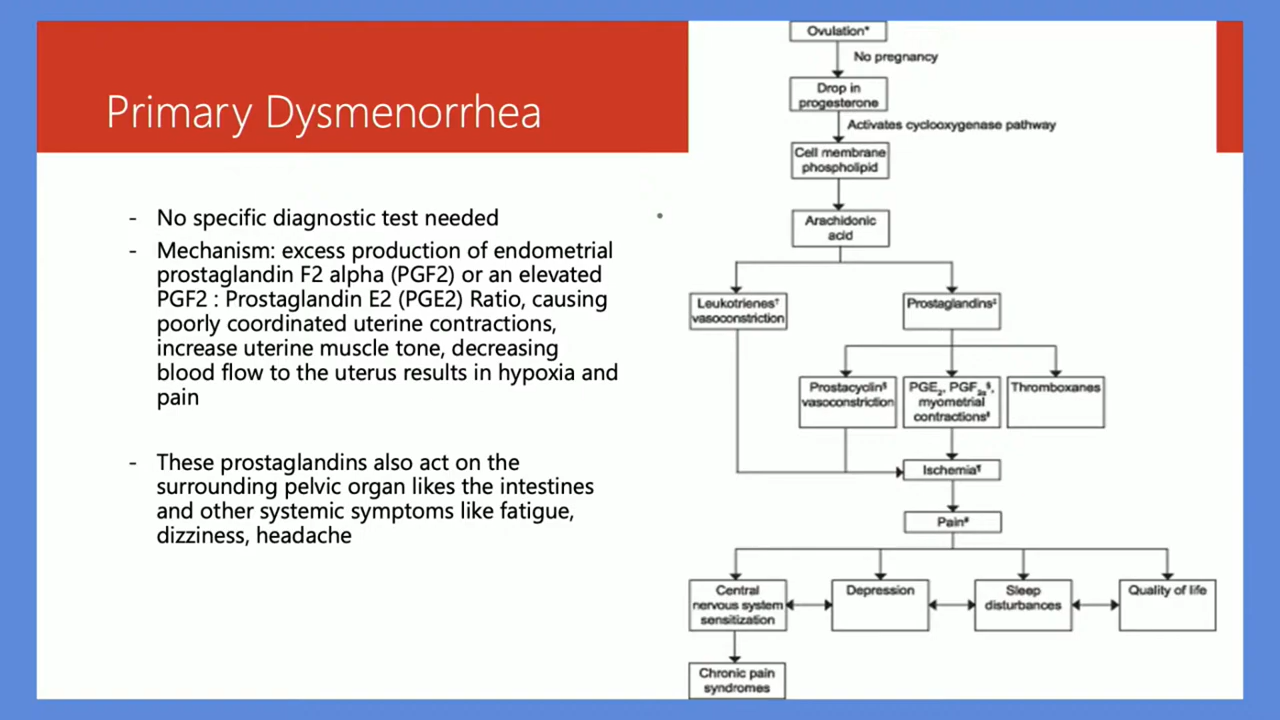 Primary Dysmenorrhea
- No specific diagnostic test needed
- Mechanism: excess production of endometrial
prostaglandin F2 alpha (PGF2) or an elevated
PGF2 : Prostaglandin E2 (PGE2) Ratio, causing
poorly coordinated uterine contractions,
increase uterine muscle tone, decreasing
blood flow to the uterus results in hypoxia and
pain
- These prostaglandins also act on the
surrounding pelvic organ likes the intestines
and other systemic symptoms like fatigue,
dizziness, headache
Ovulation*
No pregnancy
Drop in
progesterone
Activates cyclooxygenase pathway
Cell membrane
phospholipid
Arachidonic
acid
Leukotrienes†
vasoconstriction
Prostaglandins‡
Prostacyclin§
vasoconstriction
PGE₂, PGF₂α§,
myometrial
contractions‡
Thromboxanes
Ischemia¶
Pain#
Central
nervous system
sensitization
Depression
Sleep
disturbances
Quality of life
Chronic pain
syndromes